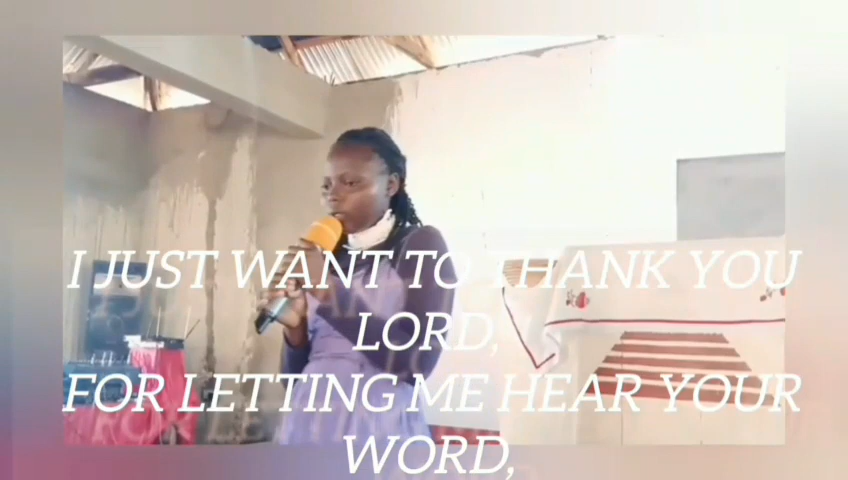 I JUST WANT TO THANK YOU
LORD,
FOR LETTING ME HEAR YOUR
WORD,